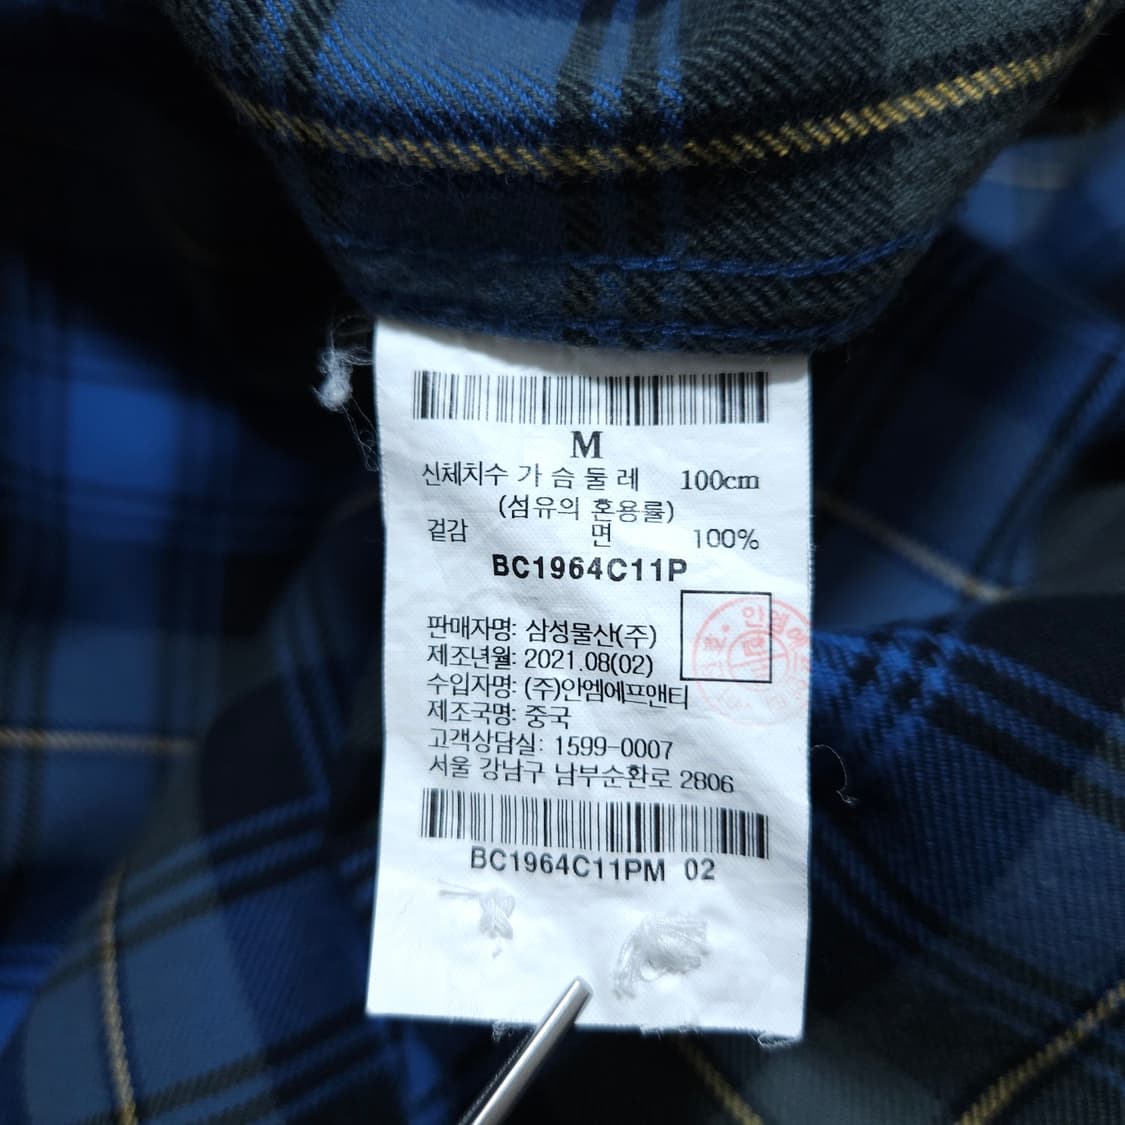 M
신체치수 가 슴 둘 레 100cm
(섬유의 혼용률)
겉감 면 100%
BC1964C11P
판매자명: 삼성물산(주)
제조년월: 2021.08(02)
수입자명: (주)안엠에프앤티
제조국명: 중국
고객상담실: 1599-0007
서울 강남구 남부순환로 2806
BC1964C11PM 02